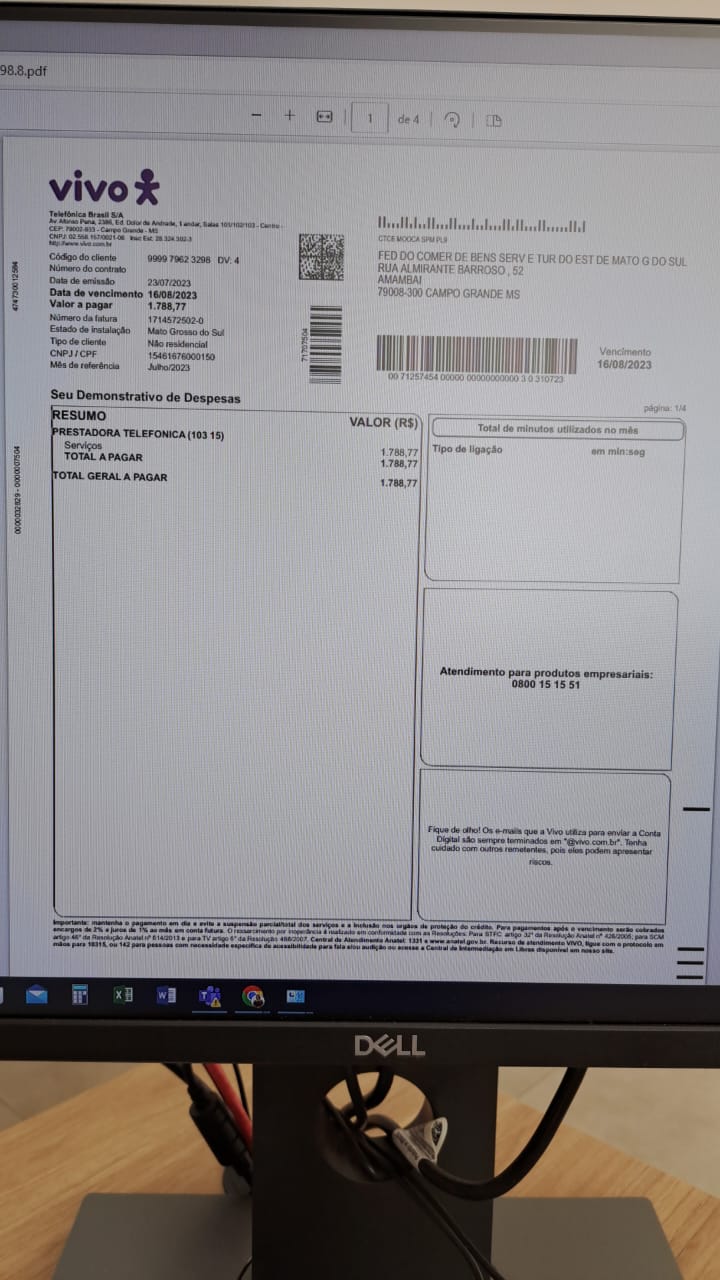 98.8.pdf
1 de 4
vivo
Telefônica Brasil S/A
Av. Afonso Pena, 2386, Ed. Dolor de Andrade, 1 andar, Salas 101/102/103 - Centro -
CEP: 79002-933 - Campo Grande - MS
CNPJ: 02.558.157/0021-06 Insc Est: 28.324.302-3
http://www.vivo.com.br
Código do cliente 9999 7962 3298 DV: 4
Número do contrato
Data de emissão 23/07/2023
Data de vencimento 16/08/2023
Valor a pagar 1.788,77
Número da fatura 1714572502-0
Estado de instalação Mato Grosso do Sul
Tipo de cliente Não residencial
CNPJ / CPF 15461676000150
Mês de referência Julho/2023
CTCE MOOCA SPM PL9
FED DO COMER DE BENS SERV E TUR DO EST DE MATO G DO SUL
RUA ALMIRANTE BARROSO , 52
AMAMBAI
79008-300 CAMPO GRANDE MS
71707504
00 71257454 00000 00000000000 3 0 310723
Vencimento
16/08/2023
Seu Demonstrativo de Despesas
página: 1/4
RESUMO VALOR (R$)
PRESTADORA TELEFONICA (103 15)
Serviços 1.788,77
TOTAL A PAGAR 1.788,77
TOTAL GERAL A PAGAR 1.788,77
Total de minutos utilizados no mês
Tipo de ligação em min:seg
Atendimento para produtos empresariais:
0800 15 15 51
Fique de olho! Os e-mails que a Vivo utiliza para enviar a Conta
Digital são sempre terminados em "@vivo.com.br". Tenha
cuidado com outros remetentes, pois eles podem apresentar
riscos.
Importante: mantenha o pagamento em dia e evite a suspensão parcial/total dos serviços e a inclusão nos órgãos de proteção do crédito. Para pagamentos após o vencimento serão cobrados
encargos de 2% e juros de 1% ao mês em conta futura. O ressarcimento por inoperância é realizado em conformidade com as Resoluções: Para STFC artigo 32° da Resolução Anatel n° 426/2005; para SCM
artigo 46° da Resolução Anatel n° 614/2013 e para TV artigo 6° da Resolução 488/2007. Central de Atendimento Anatel: 1331 e www.anatel.gov.br. Recurso de atendimento VIVO, ligue com o protocolo em
mãos para 10315, ou 142 para pessoas com necessidade específica de acessibilidade para fala e/ou audição ou acesse a Central de Intermediação em Libras disponível em nosso site.
DELL